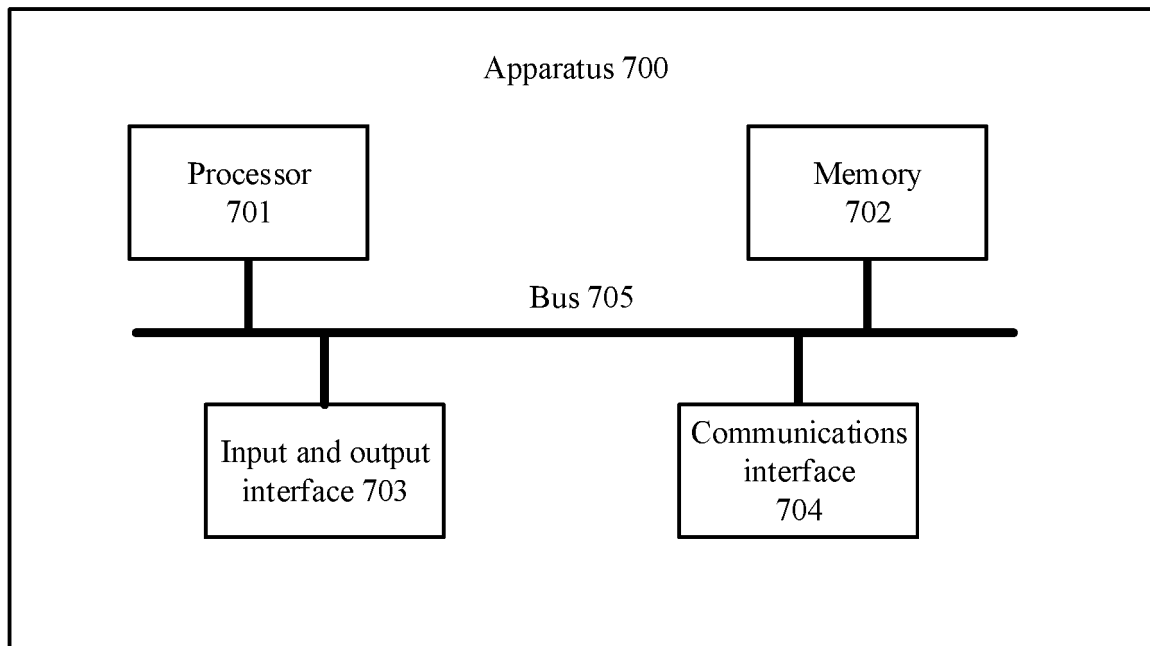 Apparatus 700
Processor
701
Memory
702
Bus 705
Input and output
interface 703
Communications
interface
704